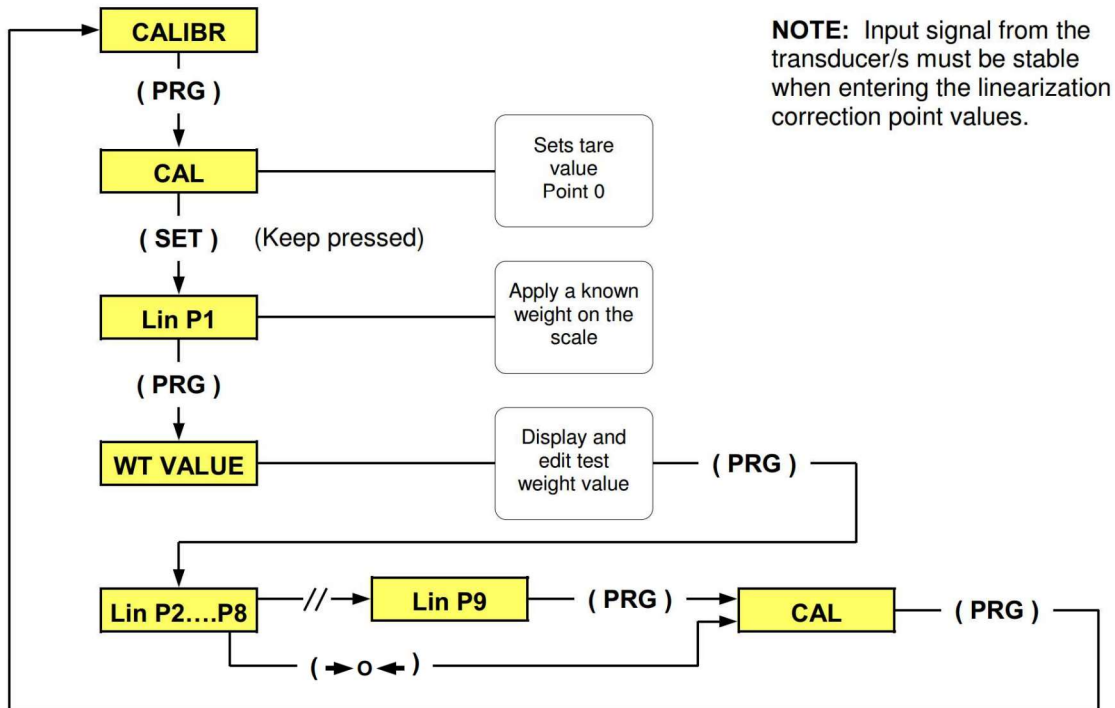 CALIBR
NOTE: Input signal from the
transducer/s must be stable
when entering the linearization
correction point values.
( PRG )
CAL
Sets tare
value
Point 0
( SET ) (Keep pressed)
Lin P1
Apply a known
weight on the
scale
( PRG )
WT VALUE
Display and
edit test
weight value
( PRG )
Lin P2....P8
//
Lin P9
( PRG )
CAL
( PRG )
( →o← )